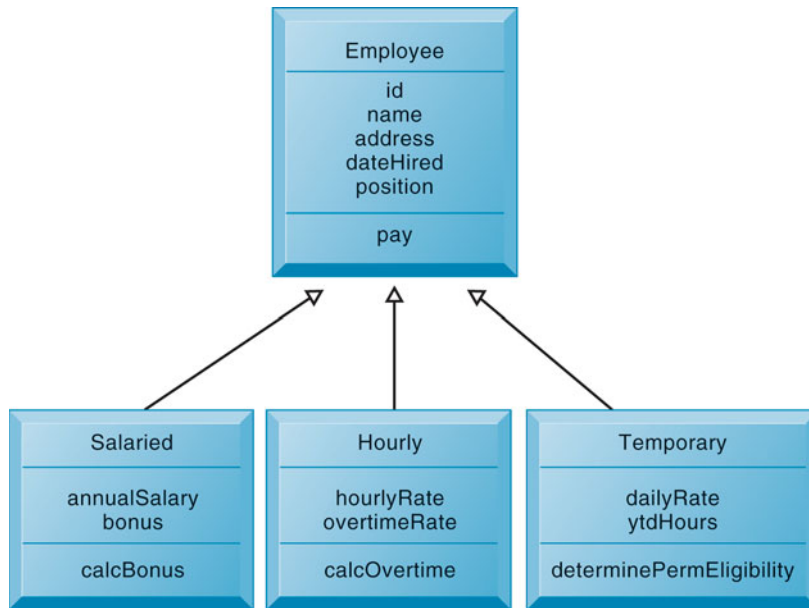 Employee
id
name
address
dateHired
position
pay
Salaried
annualSalary
bonus
calcBonus
Hourly
hourlyRate
overtimeRate
calcOvertime
Temporary
dailyRate
ytdHours
determinePermEligibility